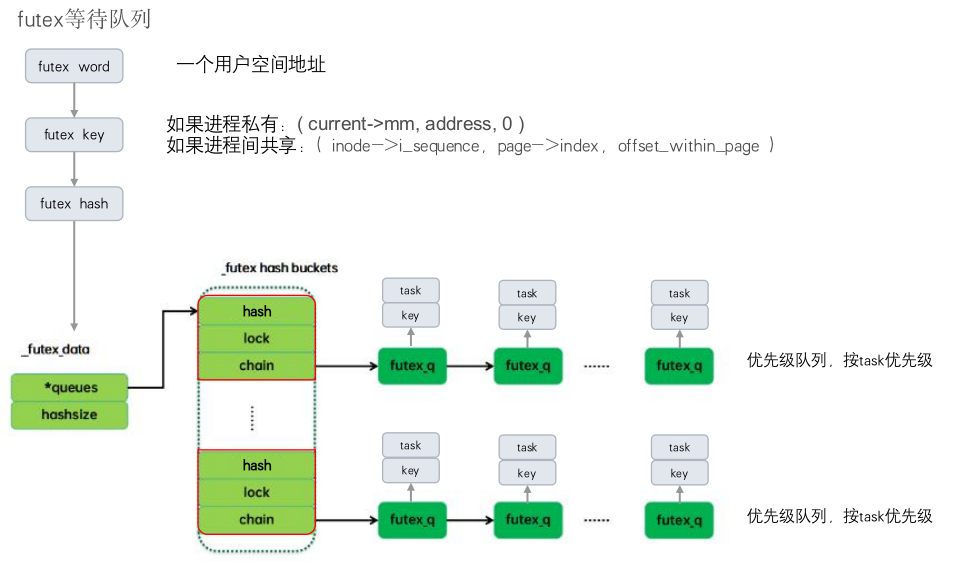 futex等待队列
futex word
一个用户空间地址
futex key
如果进程私有：( current->mm, address, 0 )
如果进程间共享：( inode—>i_sequence, page—>index, offset_within_page )
futex hash
_futex hash buckets
task
key
task
key
task
key
hash
lock
chain
futex_q
futex_q
......
futex_q
优先级队列，按task优先级
_futex_data
*queues
hashsize
......
task
key
task
key
task
key
hash
lock
chain
futex_q
futex_q
......
futex_q
优先级队列，按task优先级